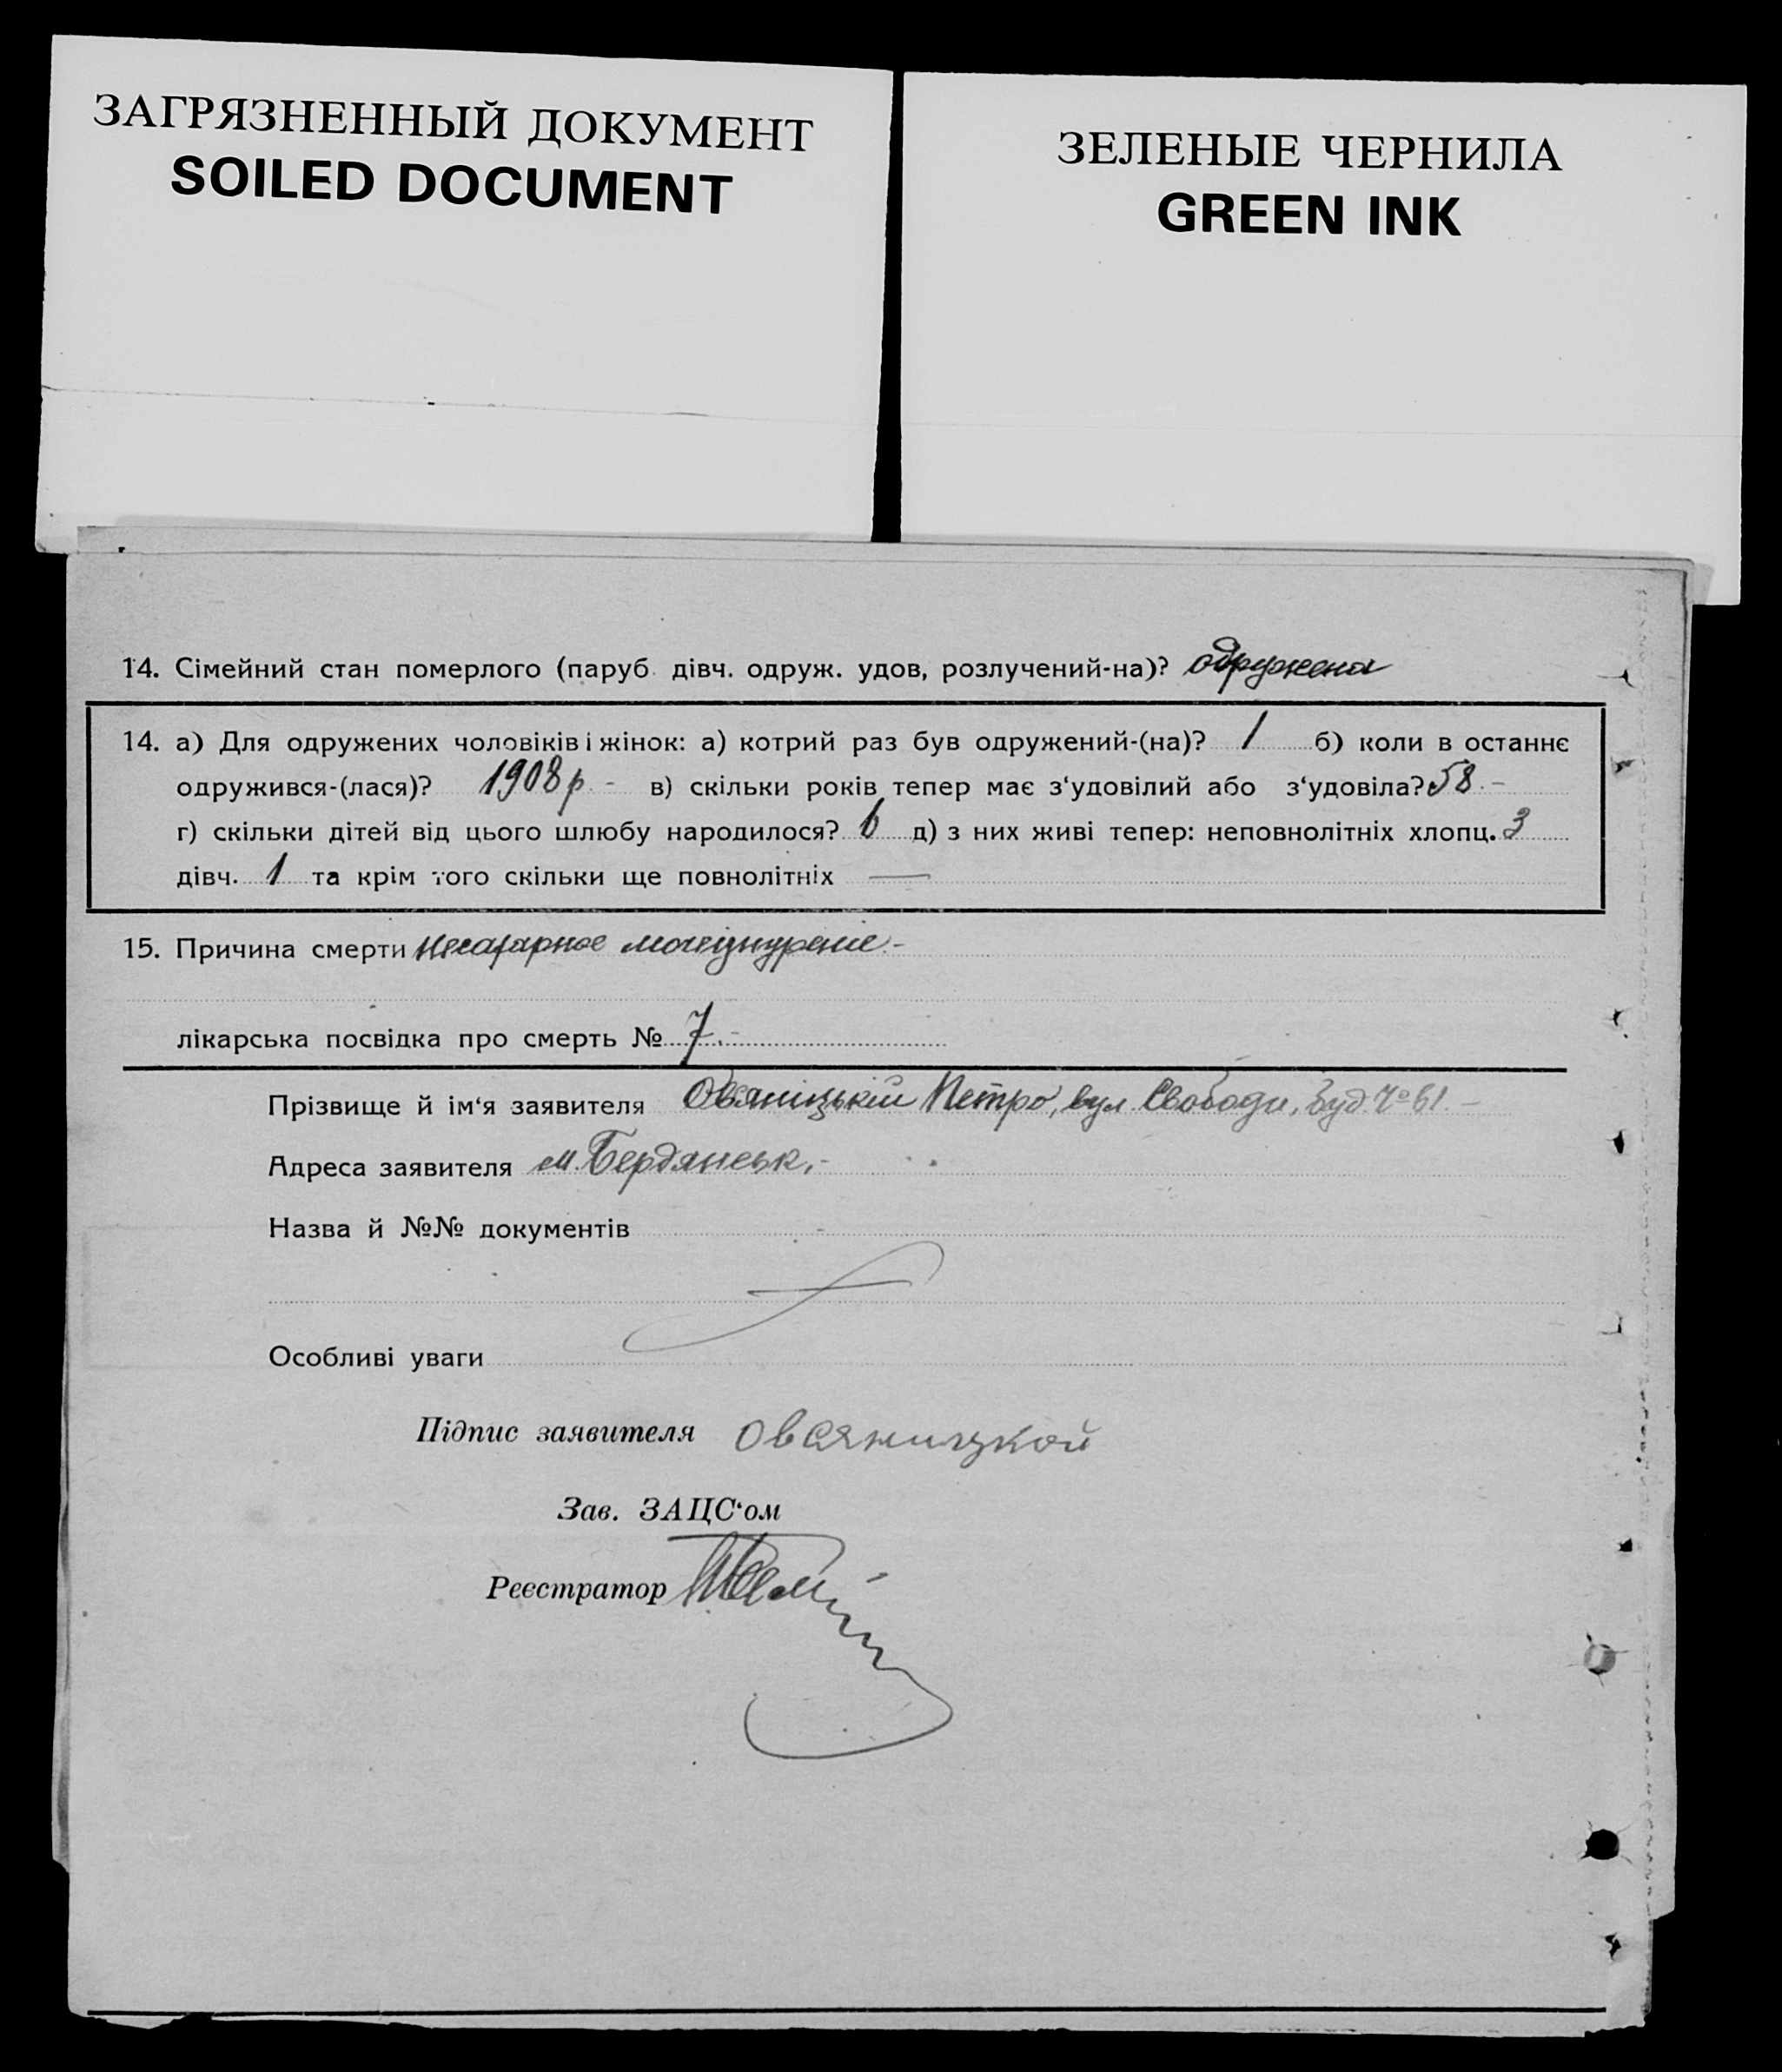 ЗАГРЯЗНЕННЫЙ ДОКУМЕНТ
SOILED DOCUMENT
ЗЕЛЕНЫЕ ЧЕРНИЛА
GREEN INK
14. Сімейний стан померлого (паруб. дівч. одруж. удов, розлучений-на)? одружена
14. а) Для одружених чоловіків і жінок: а) котрий раз був одружений-(на)? 1 б) коли в останнє
одружився-(лася)? 1908 р - в) скільки років тепер має з‘удовілий або з‘удовіла? 58.-
г) скільки дітей від цього шлюбу народилося? 6 д) з них живі тепер: неповнолітніх хлопц. 3
дівч. 1 та крім того скільки ще повнолітніх —
15. Причина смерти несахарное мочеізнуреніе.-
лікарська посвідка про смерть № 7.-
Прізвище й ім‘я заявителя Овсяніцькій Петро, вул. Свободи, буд. № 61.-
Адреса заявителя м. Бердянськ.-
Назва й №№ документів
Особливі уваги
Підпис заявителя Овсяницкой
Зав. ЗАЦС‘ом
Реєстратор